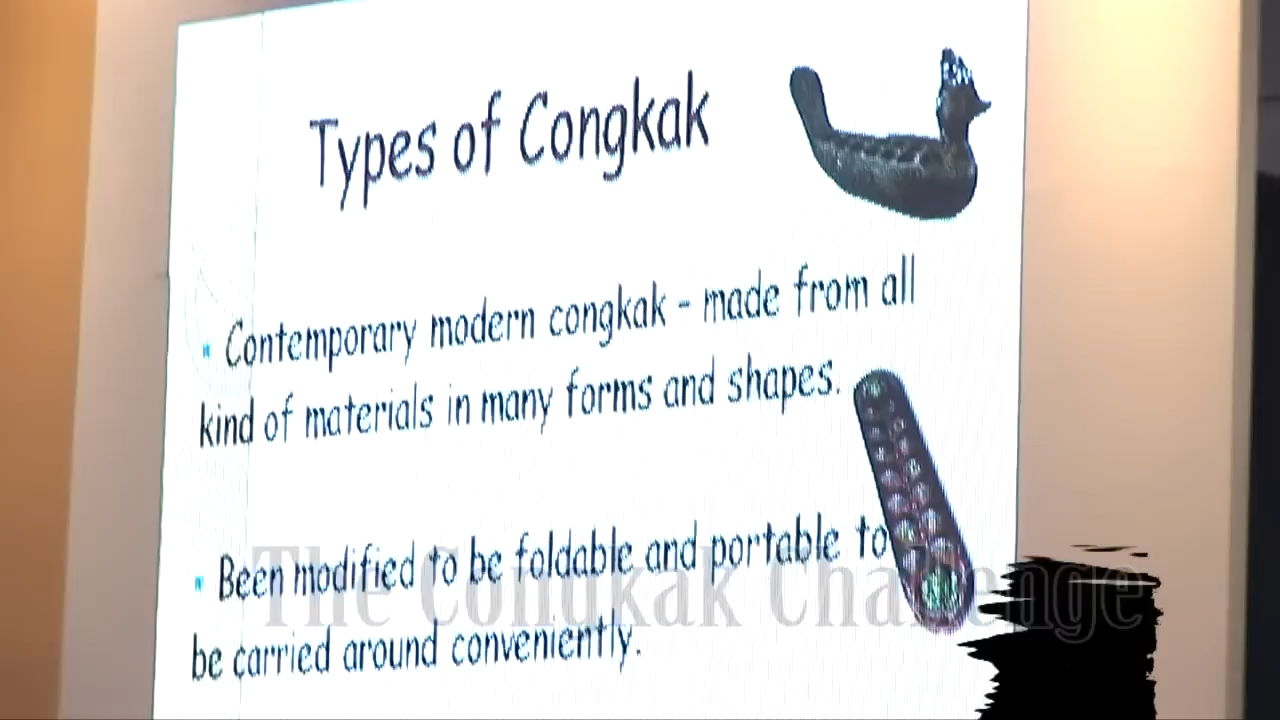 Types of Congkak
Contemporary modern congkak - made from all
kind of materials in many forms and shapes.
Been modified to be foldable and portable to
be carried around conveniently.
The Congkak Challenge